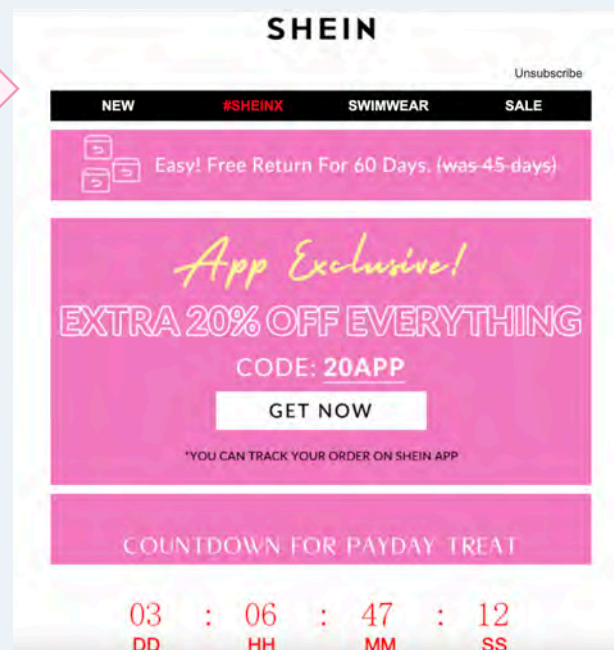 SHEIN
Unsubscribe
NEW #SHEINX SWIMWEAR SALE
Easy! Free Return For 60 Days. (was 45 days)
App Exclusive!
EXTRA 20% OFF EVERYTHING
CODE: 20APP
GET NOW
*YOU CAN TRACK YOUR ORDER ON SHEIN APP
COUNTDOWN FOR PAYDAY TREAT
03 : 06 : 47 : 12
DD HH MM SS